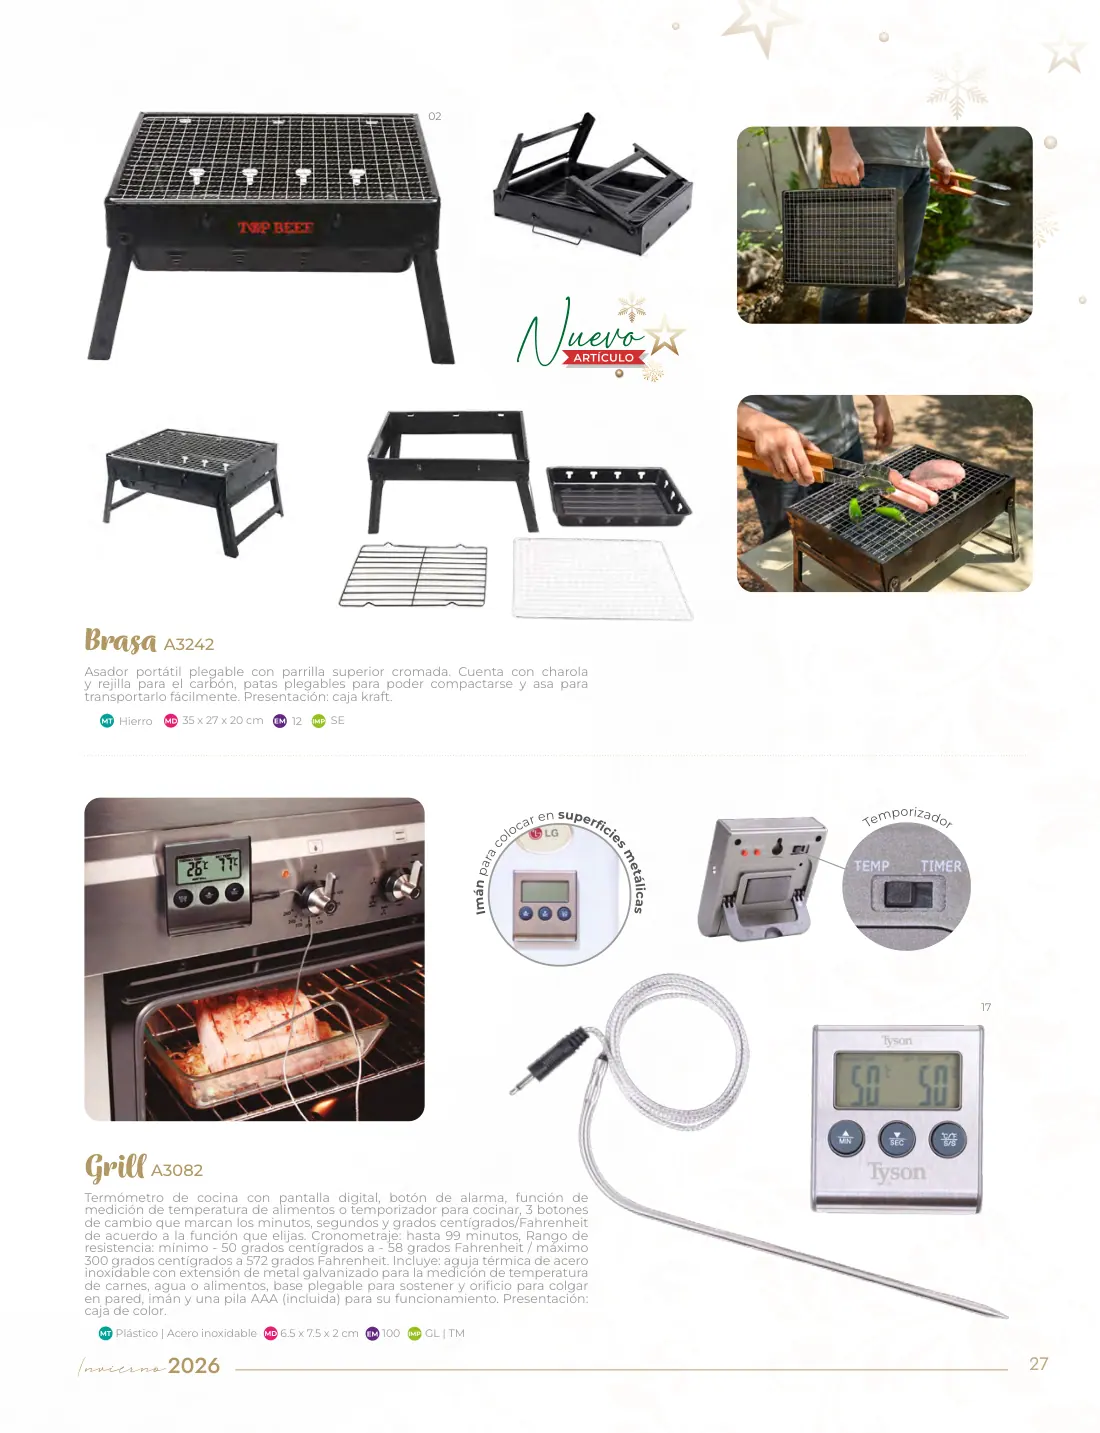 02
TOP BEEF
Nuevo
ARTÍCULO
Brasa A3242
Asador portátil plegable con parrilla superior cromada. Cuenta con charola
y rejilla para el carbón, patas plegables para poder compactarse y asa para
transportarlo fácilmente. Presentación: caja kraft.
MT Hierro MD 35 x 27 x 20 cm EM 12 IMP SE
26°C 77°C
Imán para colocar en superficies metálicas
LG
Temporizador
TEMP TIMER
17
Tyson
50°C 50
MIN
SEC
°C/°F
S/S
Tyson
Grill A3082
Termómetro de cocina con pantalla digital, botón de alarma, función de
medición de temperatura de alimentos o temporizador para cocinar, 3 botones
de cambio que marcan los minutos, segundos y grados centígrados/Fahrenheit
de acuerdo a la función que elijas. Cronometraje: hasta 99 minutos, Rango de
resistencia: mínimo - 50 grados centígrados a - 58 grados Fahrenheit / máximo
300 grados centígrados a 572 grados Fahrenheit. Incluye: aguja térmica de acero
inoxidable con extensión de metal galvanizado para la medición de temperatura
de carnes, agua o alimentos, base plegable para sostener y orificio para colgar
en pared, imán y una pila AAA (incluida) para su funcionamiento. Presentación:
caja de color.
MT Plástico | Acero inoxidable MD 6.5 x 7.5 x 2 cm EM 100 IMP GL | TM
Invierno 2026
27